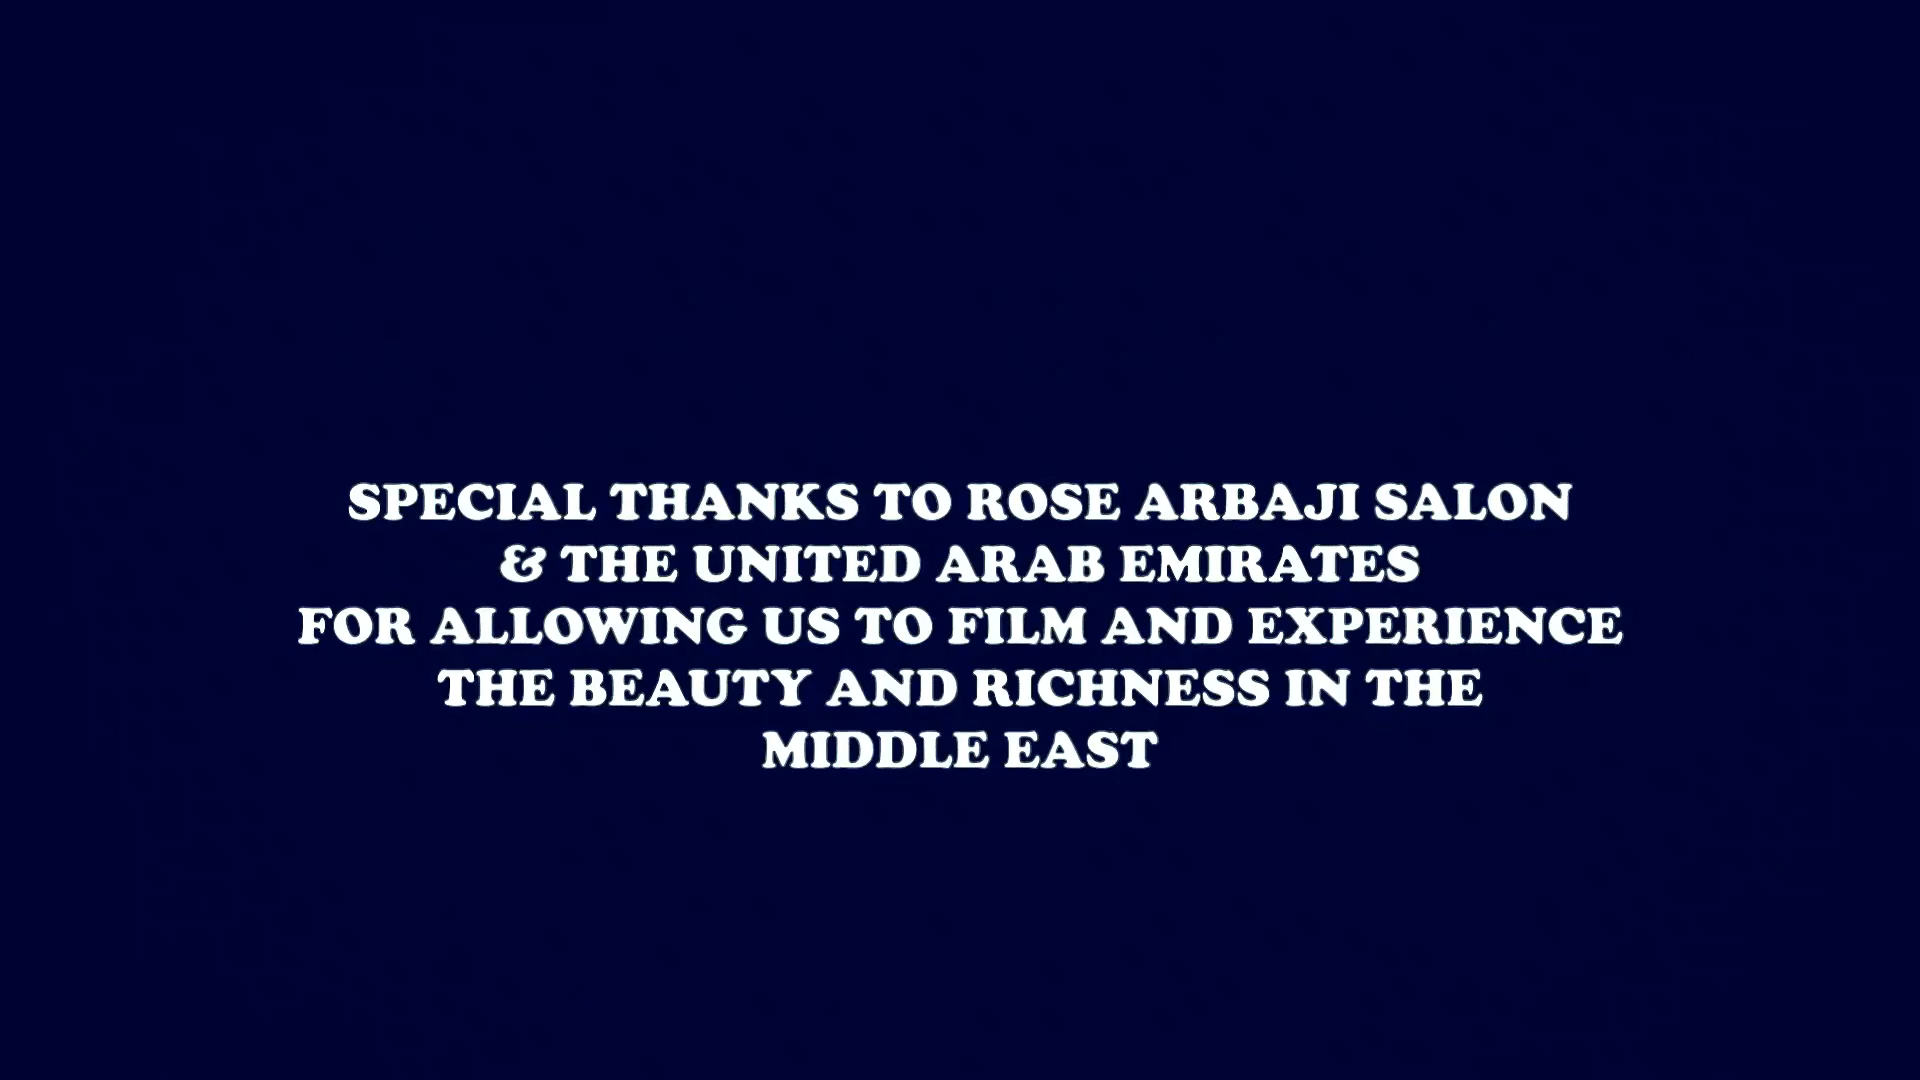 SPECIAL THANKS TO ROSE ARBAJI SALON
& THE UNITED ARAB EMIRATES
FOR ALLOWING US TO FILM AND EXPERIENCE
THE BEAUTY AND RICHNESS IN THE
MIDDLE EAST